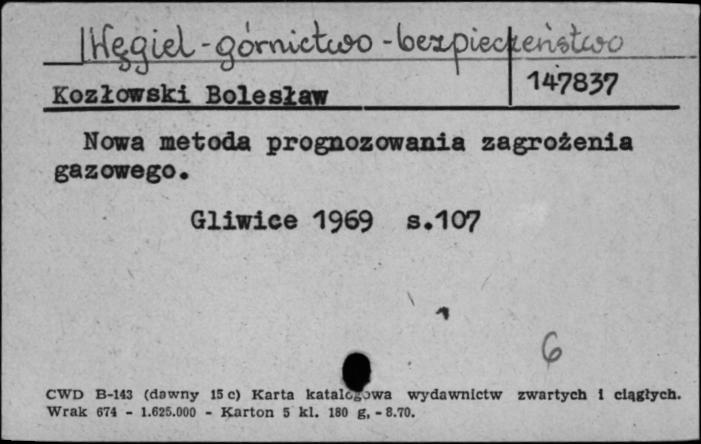 Węgiel - górnictwo - bezpieczeństwo
147837
Kozłowski Bolesław
Nowa metoda prognozowania zagrożenia
gazowego.
Gliwice 1969 s.107
6
CWD B-143 (dawny 15 c) Karta katalogowa wydawnictw zwartych i ciągłych.
Wrak 674 - 1.625.000 - Karton 5 kl. 180 g, - 8.70.